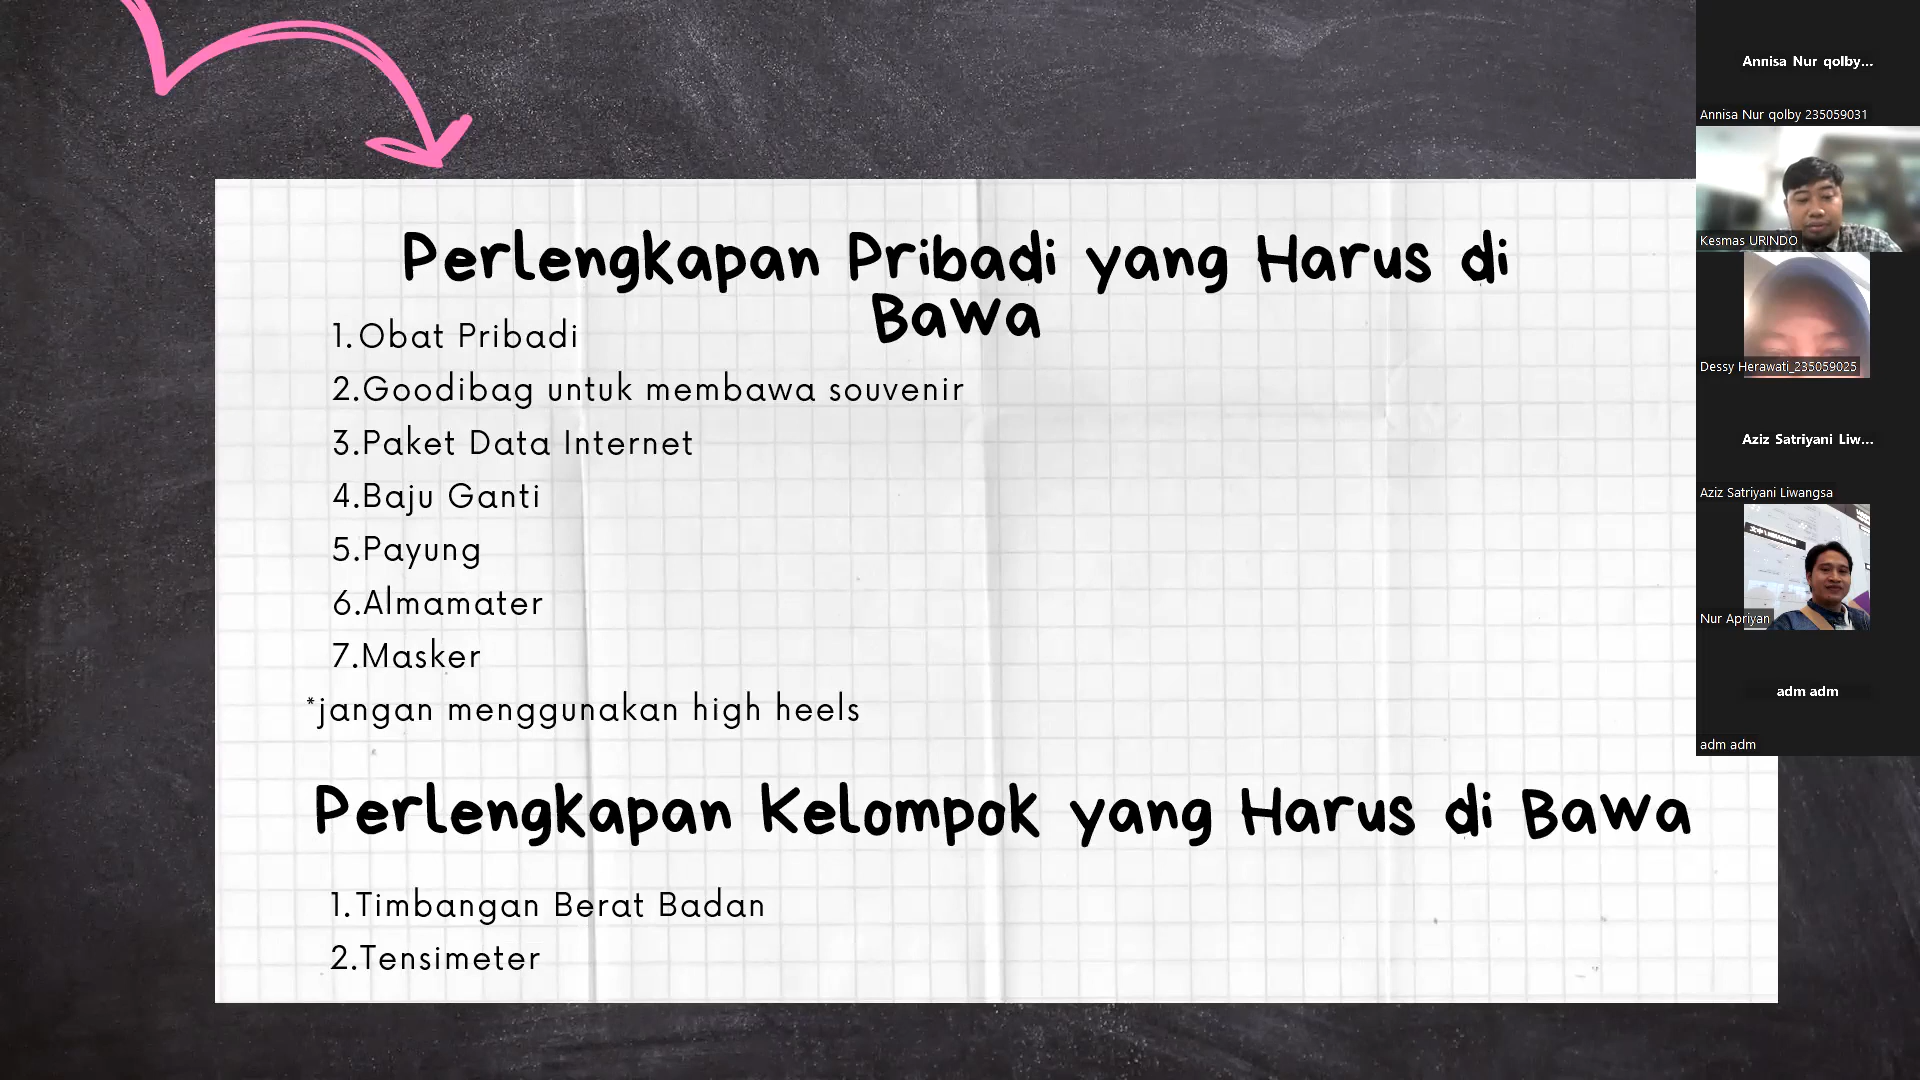 Perlengkapan Pribadi yang Harus di
Bawa
1.Obat Pribadi
2.Goodibag untuk membawa souvenir
3.Paket Data Internet
4.Baju Ganti
5.Payung
6.Almamater
7.Masker
*jangan menggunakan high heels
Perlengkapan Kelompok yang Harus di Bawa
1.Timbangan Berat Badan
2.Tensimeter
Annisa Nur qolby...
Annisa Nur qolby 235059031
Kesmas URINDO
Dessy Herawati_235059025
Aziz Satriyani Liw...
Aziz Satriyani Liwangsa
Nur Apriyan
adm adm
adm adm